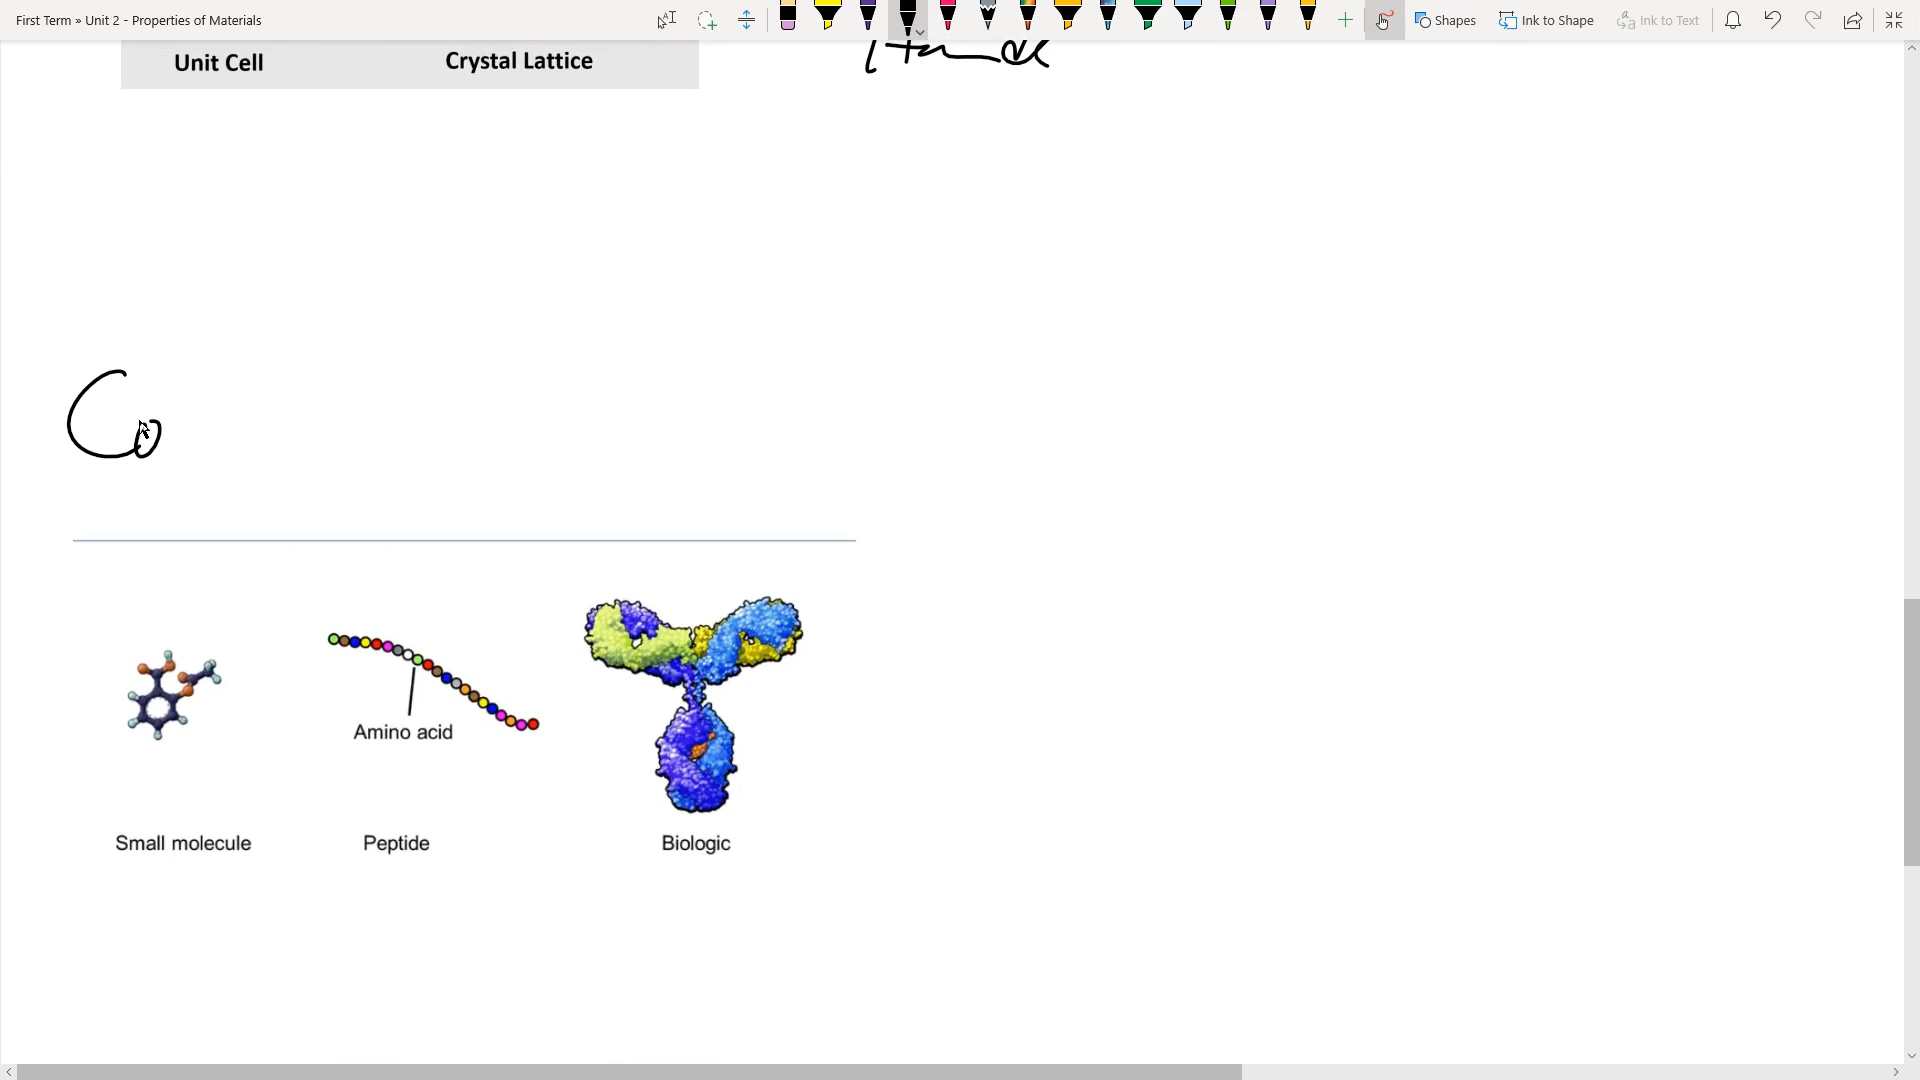 First Term » Unit 2 - Properties of Materials
Shapes
Ink to Shape
Ink to Text
Unit Cell
Crystal Lattice
Co
Amino acid
Small molecule
Peptide
Biologic